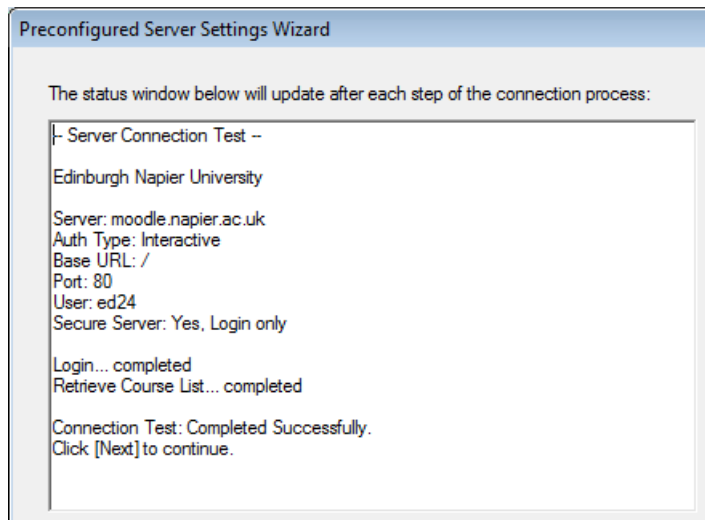 Preconfigured Server Settings Wizard
The status window below will update after each step of the connection process:
-- Server Connection Test --
Edinburgh Napier University
Server: moodle.napier.ac.uk
Auth Type: Interactive
Base URL: /
Port: 80
User: ed24
Secure Server: Yes, Login only
Login... completed
Retrieve Course List... completed
Connection Test: Completed Successfully.
Click [Next] to continue.